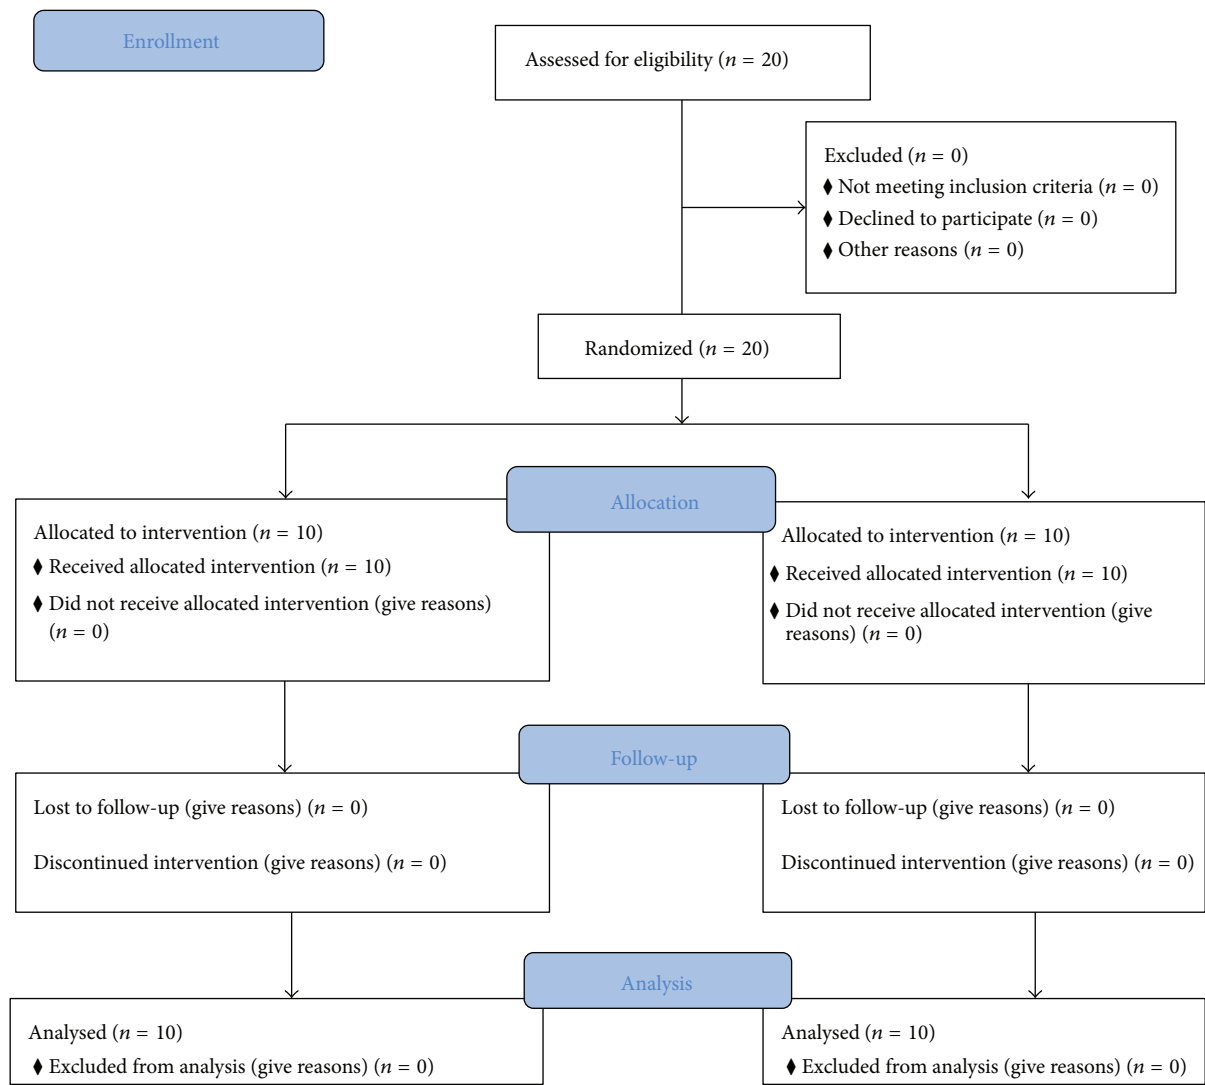 Enrollment
Assessed for eligibility (n = 20)
Excluded (n = 0)
♦ Not meeting inclusion criteria (n = 0)
♦ Declined to participate (n = 0)
♦ Other reasons (n = 0)
Randomized (n = 20)
Allocation
Allocated to intervention (n = 10)
♦ Received allocated intervention (n = 10)
♦ Did not receive allocated intervention (give reasons)
(n = 0)
Allocated to intervention (n = 10)
♦ Received allocated intervention (n = 10)
♦ Did not receive allocated intervention (give
reasons) (n = 0)
Follow-up
Lost to follow-up (give reasons) (n = 0)
Discontinued intervention (give reasons) (n = 0)
Lost to follow-up (give reasons) (n = 0)
Discontinued intervention (give reasons) (n = 0)
Analysis
Analysed (n = 10)
♦ Excluded from analysis (give reasons) (n = 0)
Analysed (n = 10)
♦ Excluded from analysis (give reasons) (n = 0)